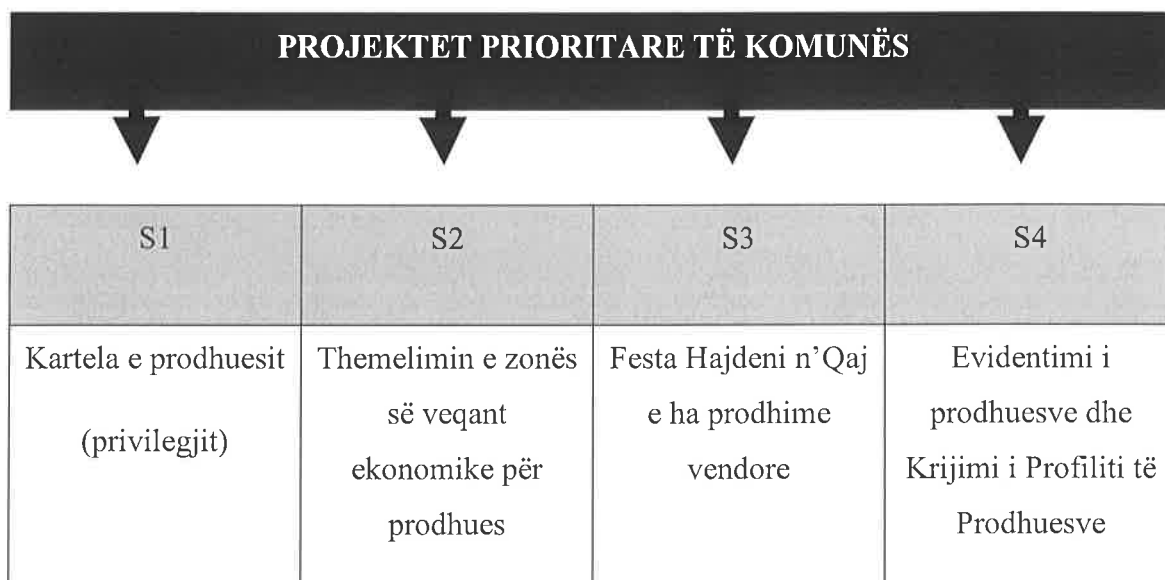 PROJEKTET PRIORITARE TË KOMUNËS
S1
S2
S3
S4
Kartela e prodhuesit
(privilegjit)
Themelimin e zonës
së veqant
ekonomike për
prodhues
Festa Hajdeni n’Qaj
e ha prodhime
vendore
Evidentimi i
prodhuesve dhe
Krijimi i Profiliti të
Prodhuesve